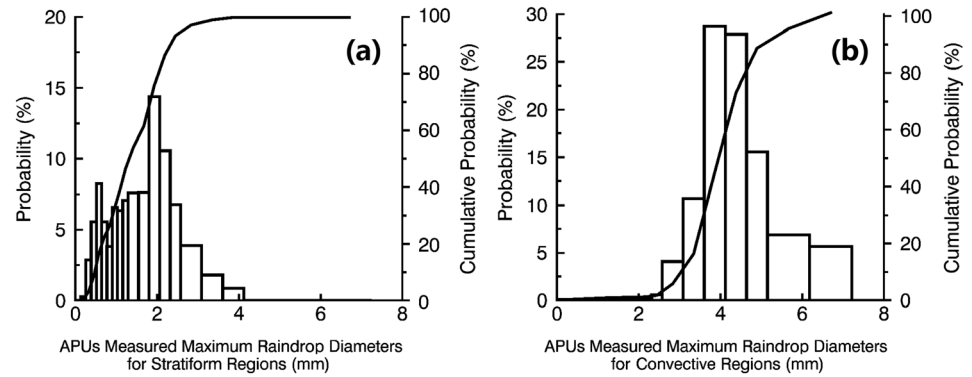 20
15
10
5
0
Probability (%)
(a)
100
80
60
40
20
0
Cumulative Probability (%)
0 2 4 6 8
APUs Measured Maximum Raindrop Diameters
for Stratiform Regions (mm)
30
25
20
15
10
5
0
Probability (%)
(b)
100
80
60
40
20
0
Cumulative Probability (%)
0 2 4 6 8
APUs Measured Maximum Raindrop Diameters
for Convective Regions (mm)